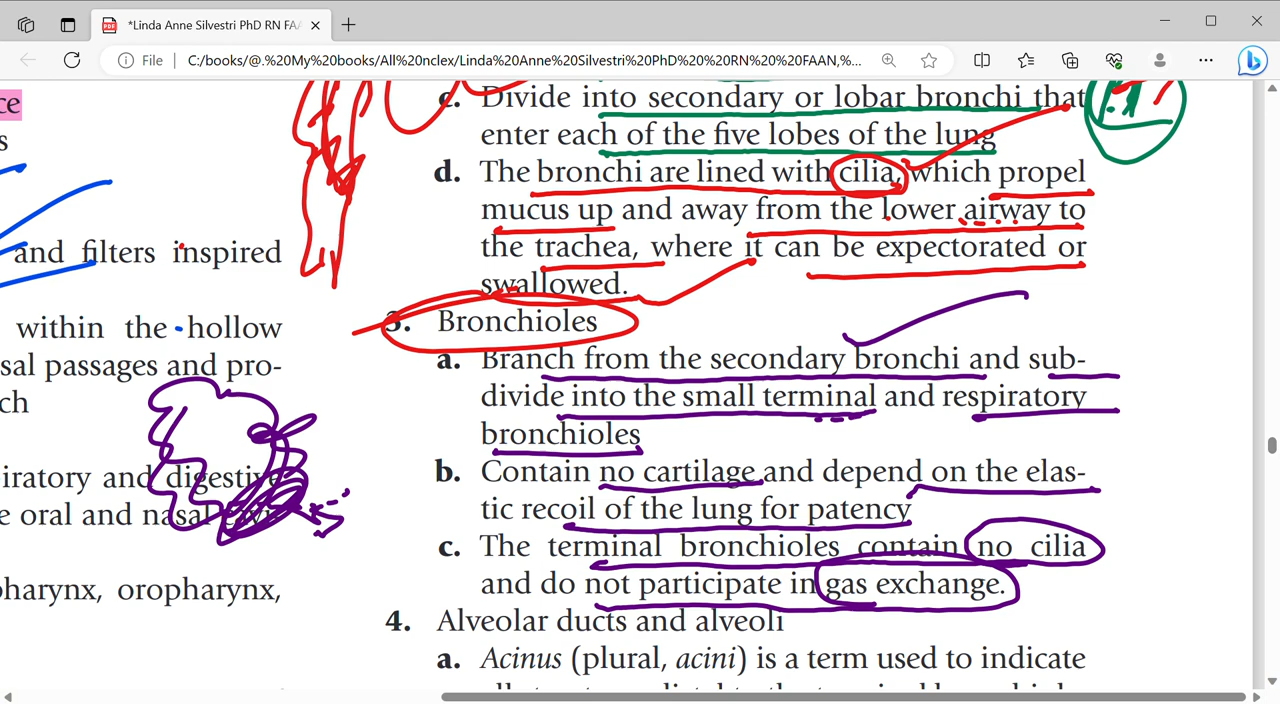 *Linda Anne Silvestri PhD RN FAA
File
C:/books/@.%20My%20books/All%20nclex/Linda%20Anne%20Silvestri%20PhD%20%20RN%20%20FAAN,%...
ce
s
and filters inspired
within the hollow
sal passages and pro-
ch
iratory and digestive
e oral and nasal cavi
pharynx, oropharynx,
c. Divide into secondary or lobar bronchi that
enter each of the five lobes of the lung
d. The bronchi are lined with cilia, which propel
mucus up and away from the lower airway to
the trachea, where it can be expectorated or
swallowed.
3. Bronchioles
a. Branch from the secondary bronchi and sub-
divide into the small terminal and respiratory
bronchioles
b. Contain no cartilage and depend on the elas-
tic recoil of the lung for patency
c. The terminal bronchioles contain no cilia
and do not participate in gas exchange.
4. Alveolar ducts and alveoli
a. Acinus (plural, acini) is a term used to indicate